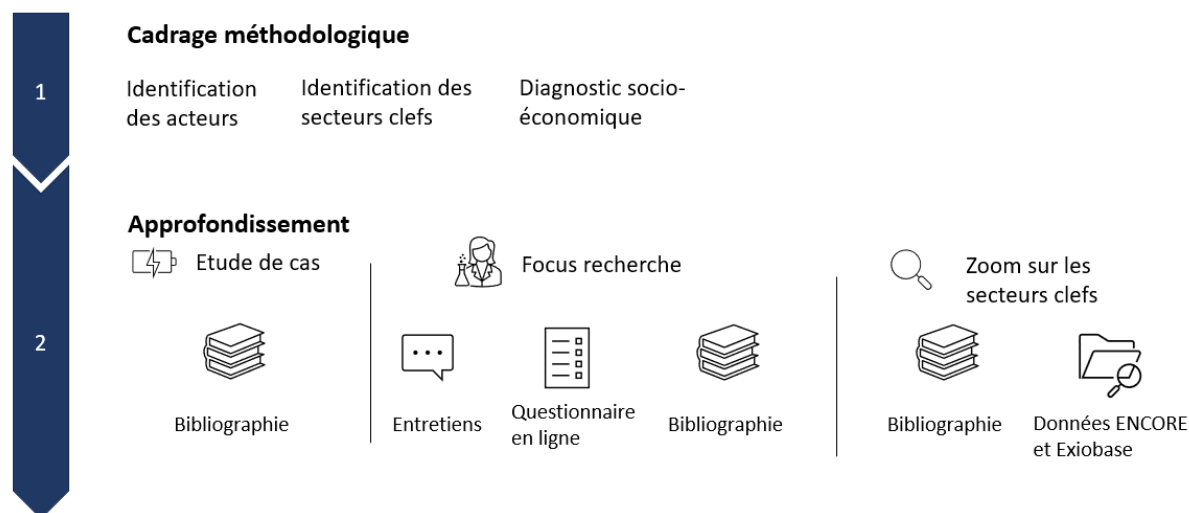 1
Cadrage méthodologique
Identification
des acteurs
Identification des
secteurs clefs
Diagnostic socio-
économique
2
Approfondissement
Etude de cas
Bibliographie
Focus recherche
Entretiens
Questionnaire
en ligne
Bibliographie
Zoom sur les
secteurs clefs
Bibliographie
Données ENCORE
et Exiobase